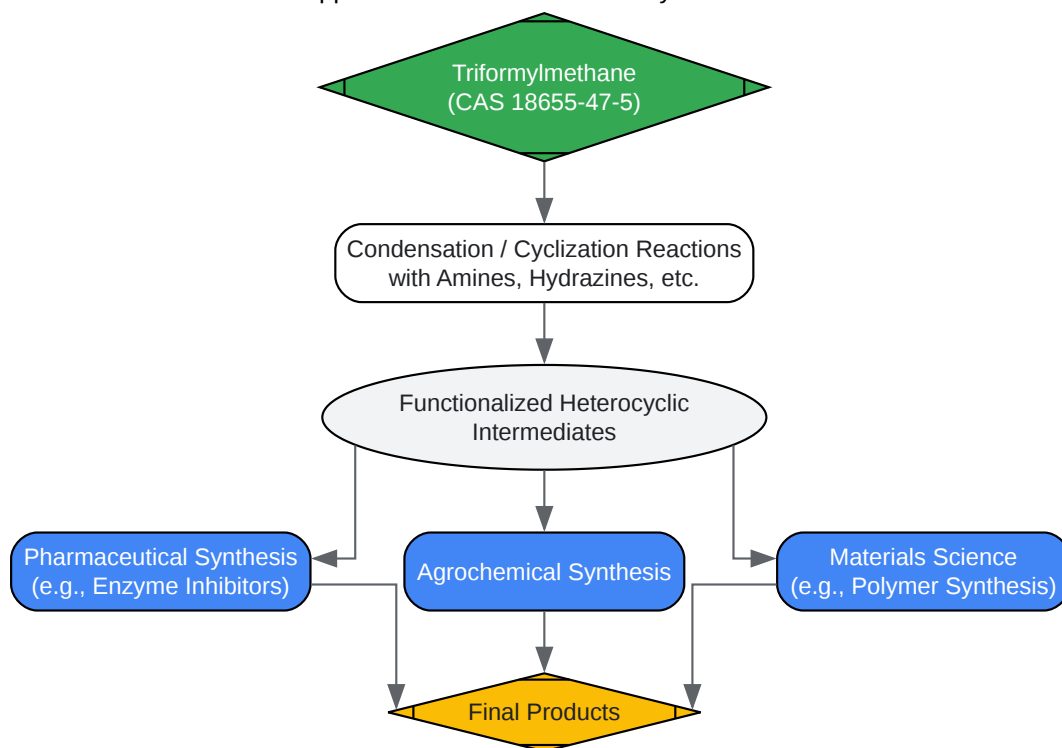 Triformylmethane
(CAS 18655-47-5)
Condensation / Cyclization Reactions
with Amines, Hydrazines, etc.
Functionalized Heterocyclic
Intermediates
Pharmaceutical Synthesis
(e.g., Enzyme Inhibitors)
Agrochemical Synthesis
Materials Science
(e.g., Polymer Synthesis)
Final Products